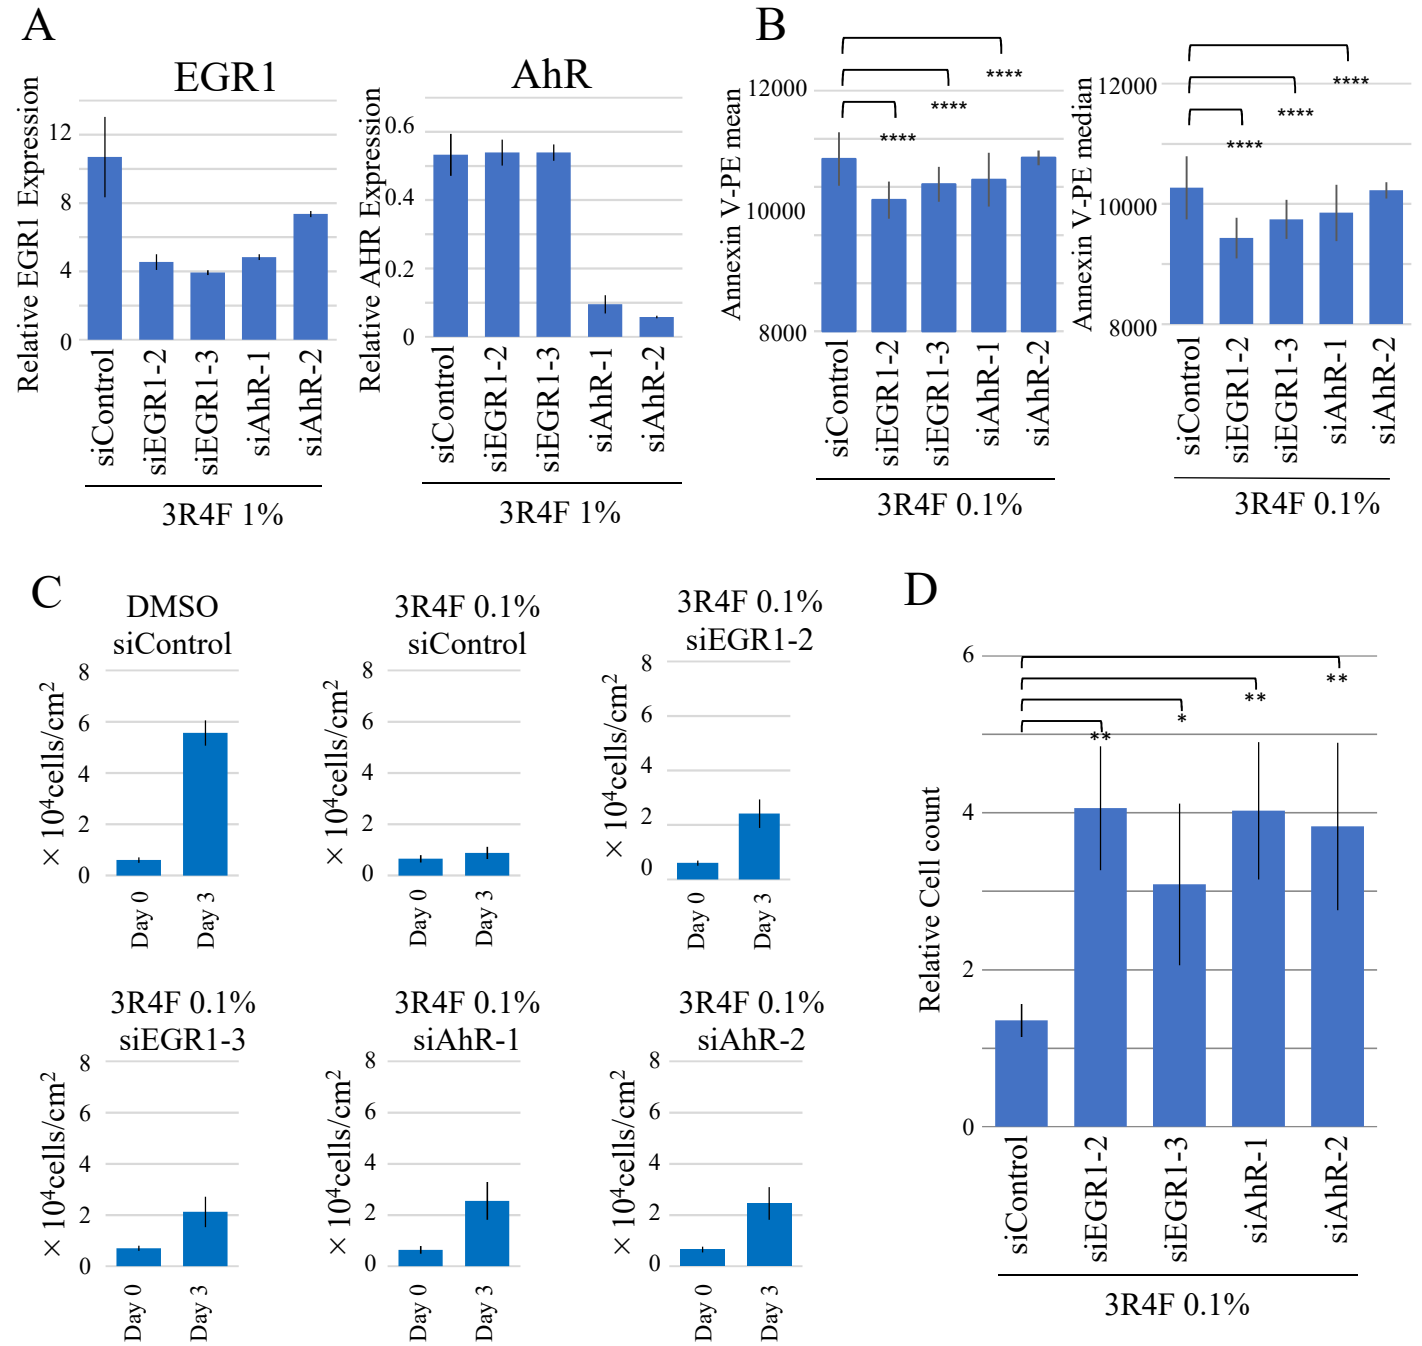 A
EGR1
Relative EGR1 Expression
12
8
4
0
siControl
siEGR1-2
siEGR1-3
siAhR-1
siAhR-2
3R4F 1%
AhR
Relative AHR Expression
0.6
0.4
0.2
0
siControl
siEGR1-2
siEGR1-3
siAhR-1
siAhR-2
3R4F 1%
B
Annexin V-PE mean
12000
10000
8000
****
****
****
siControl
siEGR1-2
siEGR1-3
siAhR-1
siAhR-2
3R4F 0.1%
Annexin V-PE median
12000
10000
8000
****
****
****
siControl
siEGR1-2
siEGR1-3
siAhR-1
siAhR-2
3R4F 0.1%
C
DMSO
siControl
×10⁴cells/cm²
8
6
4
2
0
Day 0
Day 3
3R4F 0.1%
siControl
×10⁴cells/cm²
8
6
4
2
0
Day 0
Day 3
3R4F 0.1%
siEGR1-2
×10⁴cells/cm²
8
6
4
2
0
Day 0
Day 3
3R4F 0.1%
siEGR1-3
×10⁴cells/cm²
8
6
4
2
0
Day 0
Day 3
3R4F 0.1%
siAhR-1
×10⁴cells/cm²
8
6
4
2
0
Day 0
Day 3
3R4F 0.1%
siAhR-2
×10⁴cells/cm²
8
6
4
2
0
Day 0
Day 3
D
Relative Cell count
6
4
2
0
**
*
**
**
siControl
siEGR1-2
siEGR1-3
siAhR-1
siAhR-2
3R4F 0.1%